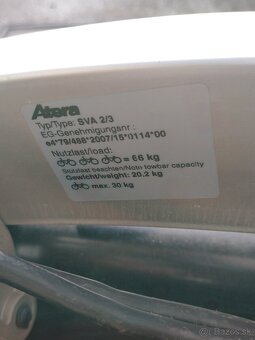 Atera
Typ/Type: SVA 2/3
EG-Genehmigungsnr.:
e4*79/488*2007/15*0114*00
Nutzlast/load:
= 66 kg
Stützlast beachten/Note towbar capacity
Gewicht/weight: 20.2 kg
max. 30 kg
Bazos.sk